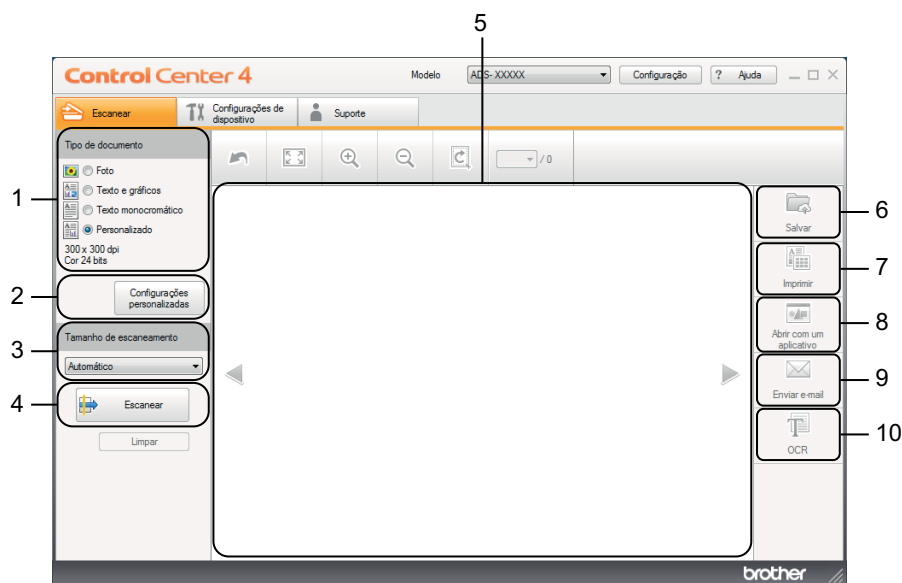 5
Control Center 4
Modelo
ADS- XXXXX
Configuração
? Ajuda
Escanear
Configurações de
dispositivo
Suporte
Tipo de documento
Foto
Texto e gráficos
Texto monocromático
Personalizado
300 x 300 dpi
Cor 24 bits
1
/ 0
2
Configurações
personalizadas
3
Tamanho de escaneamento
Automático
4
Escanear
Limpar
Salvar
6
Imprimir
7
Abrir com um
aplicativo
8
Enviar e-mail
9
OCR
10
brother